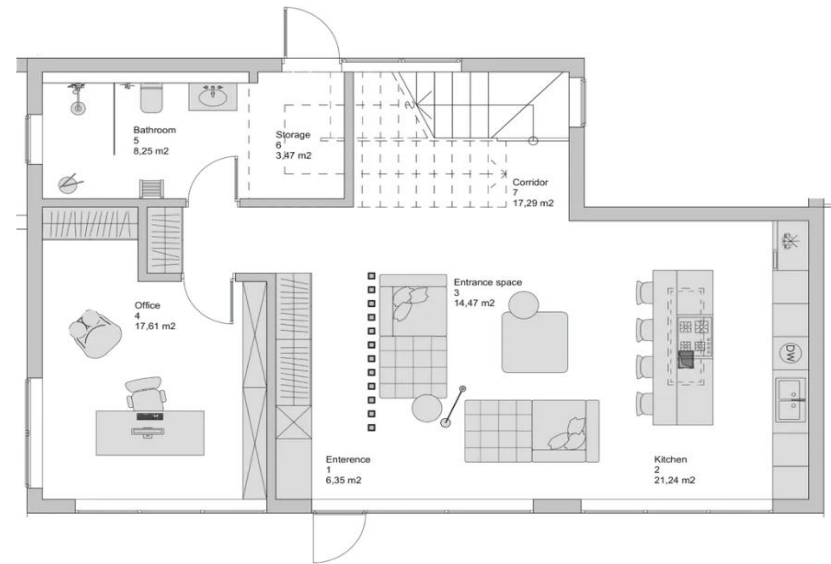 Bathroom
5
8,25 m2
Storage
6
3,47 m2
Corridor
7
17,29 m2
Office
4
17,61 m2
Entrance space
3
14,47 m2
DW
Enterence
1
6,35 m2
Kitchen
2
21,24 m2